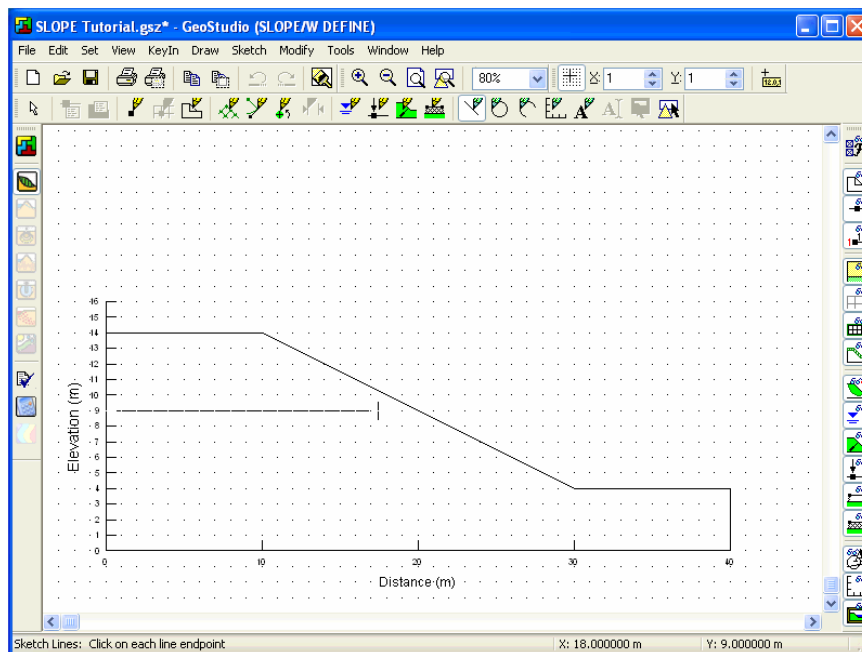 SLOPE Tutorial.gsz* - GeoStudio (SLOPE/W DEFINE)
File Edit Set View KeyIn Draw Sketch Modify Tools Window Help
80% X: 1 Y: 1
16
15
14
13
12
11
10
9
8
7
6
5
4
3
2
1
0
Elevation (m)
0 10 20 30 40
Distance (m)
Sketch Lines: Click on each line endpoint X: 18.000000 m Y: 9.000000 m